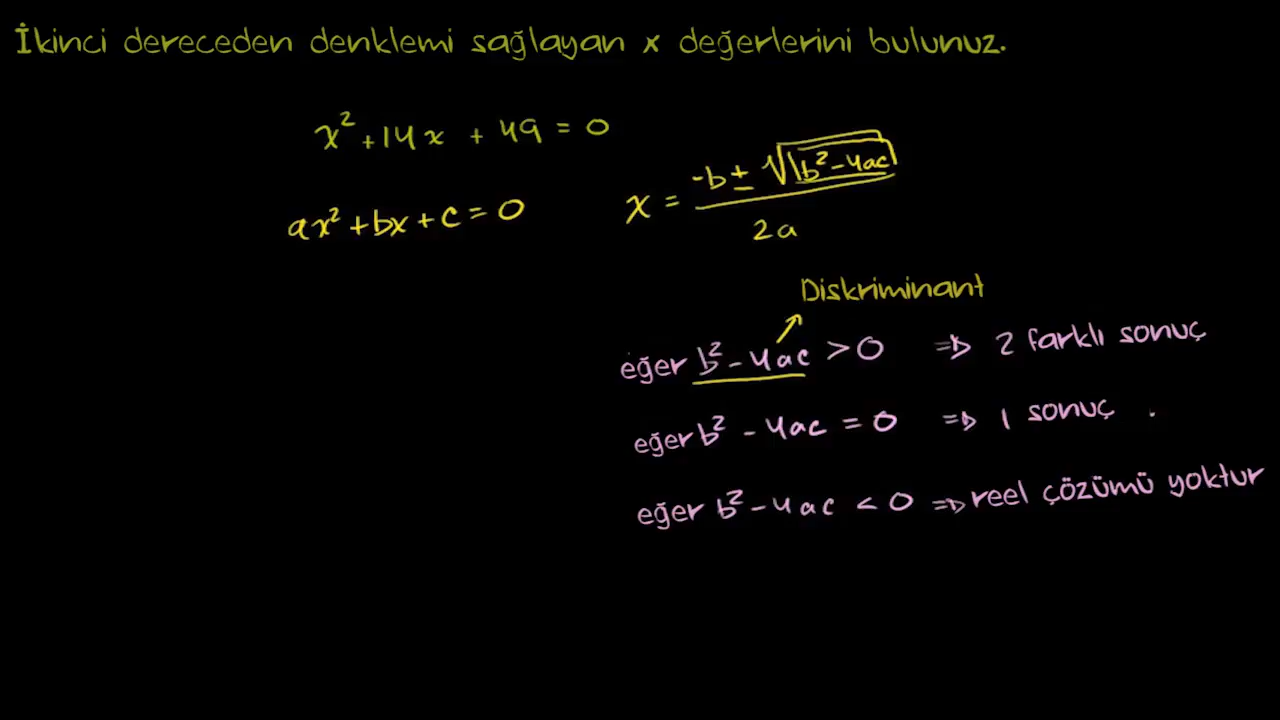 İkinci dereceden denklemi sağlayan x değerlerini bulunuz.
x² + 14x + 49 = 0
ax² + bx + c = 0
x = -b ± √b² - 4ac / 2a
Diskriminant
eğer b² - 4ac > 0 ⇒ 2 farklı sonuç
eğer b² - 4ac = 0 ⇒ 1 sonuç
eğer b² - 4ac < 0 ⇒ reel çözümü yoktur